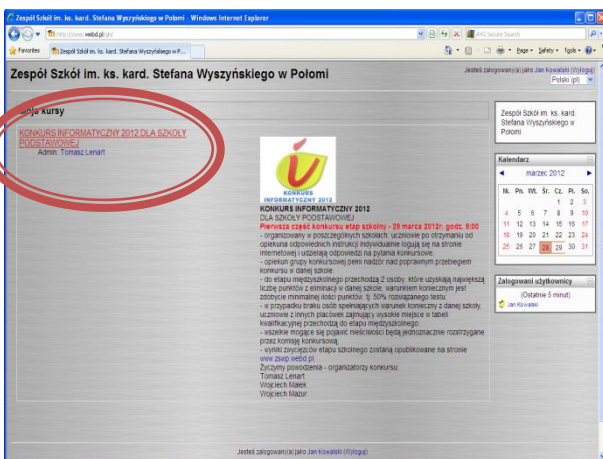 Zespół Szkół im. ks. kard. Stefana Wyszyńskiego w Połomi - Windows Internet Explorer
AVG Secure Search
Favorites
Zespół Szkół im. ks. kard. Stefana Wyszyńskiego w P...
Page
Safety
Tools
Zespół Szkół im. ks. kard. Stefana Wyszyńskiego w Połomi
Jesteś zalogowany(a) jako Jan Kowalski (Wyloguj)
Polski (pl)
kursy
KONKURS INFORMATYCZNY 2012 DLA SZKOŁY
PODSTAWOWEJ
Admin: Tomasz Lenart
KONKURS
INFORMATYCZNY 2012
KONKURS INFORMATYCZNY 2012
DLA SZKOŁY PODSTAWOWEJ
Pierwsza część konkursu etap szkolny - 29 marca 2012r. godz. 9:00
- organizowany w poszczególnych szkołach: uczniowie po otrzymaniu od
opiekuna odpowiednich instrukcji indywidualnie logują się na stronie
internetowej i udzielają odpowiedzi na pytania konkursowe;
- opiekun grupy konkursowej pełni nadzór nad poprawnym przebiegiem
konkursu w danej szkole;
- do etapu międzyszkolnego przechodzą 2 osoby, które uzyskają największą
liczbę punktów z eliminacji w danej szkole, warunkiem koniecznym jest
zdobycie minimalnej ilości punktów, tj. 50% rozwiązanego testu;
- w przypadku braku osób spełniających warunek konieczny z danej szkoły,
uczniowie z innych placówek zajmujący wysokie miejsce w tabeli
kwalifikacyjnej przechodzą do etapu międzyszkolnego;
- wszelkie mogące się pojawić nieścisłości będą jednoznacznie rozstrzygane
przez komisję konkursową;
- wyniki zwycięzców etapu szkolnego zostaną opublikowane na stronie
www.zswp.webd.pl
Życzymy powodzenia - organizatorzy konkursu.
Tomasz Lenart
Wojciech Małek
Wojciech Mazur
Zespół Szkół im. ks. kard.
Stefana Wyszyńskiego w
Połomi
Kalendarz
marzec 2012
N. Pn. Wt. Śr. Cz. Pt. So.
1 2 3
4 5 6 7 8 9 10
11 12 13 14 15 16 17
18 19 20 21 22 23 24
25 26 27 28 29 30 31
Zalogowani użytkownicy
(Ostatnie 5 minut)
Jan Kowalski
Jesteś zalogowany(a) jako Jan Kowalski (Wyloguj)